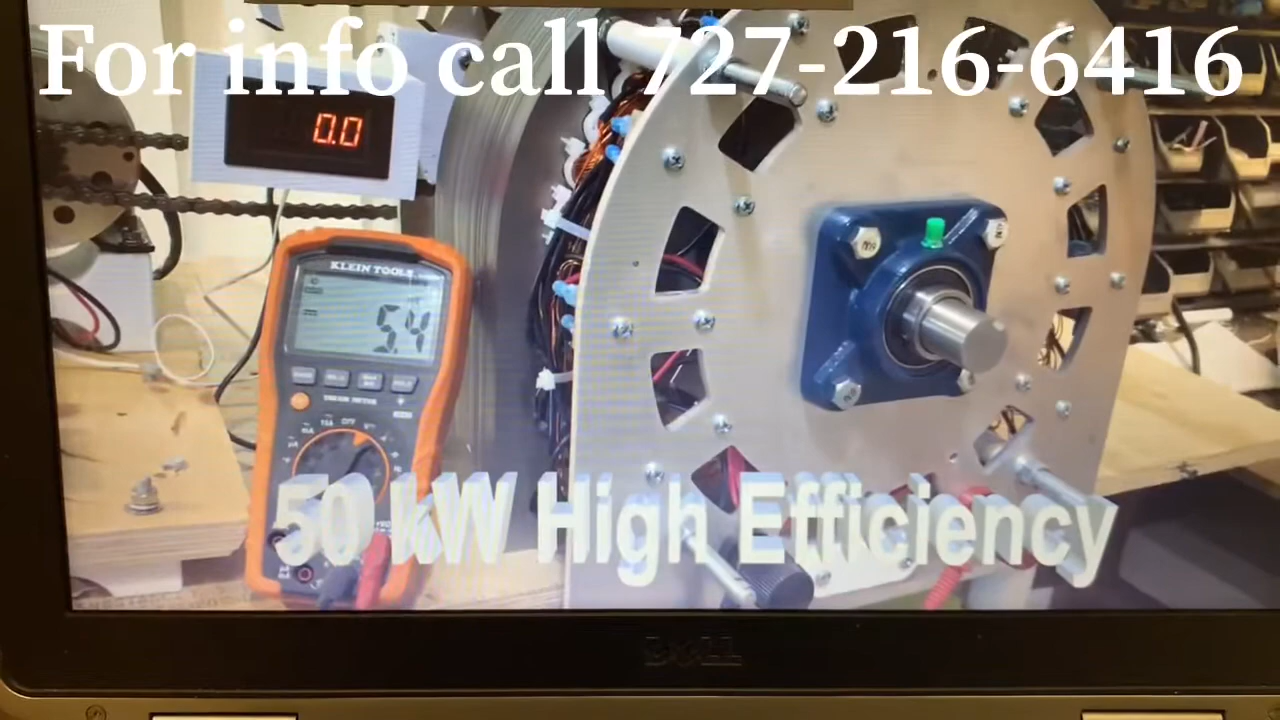 For info call 727-216-6416
0.0
KLEIN TOOLS
5.4
50 kW High Efficiency
DELL